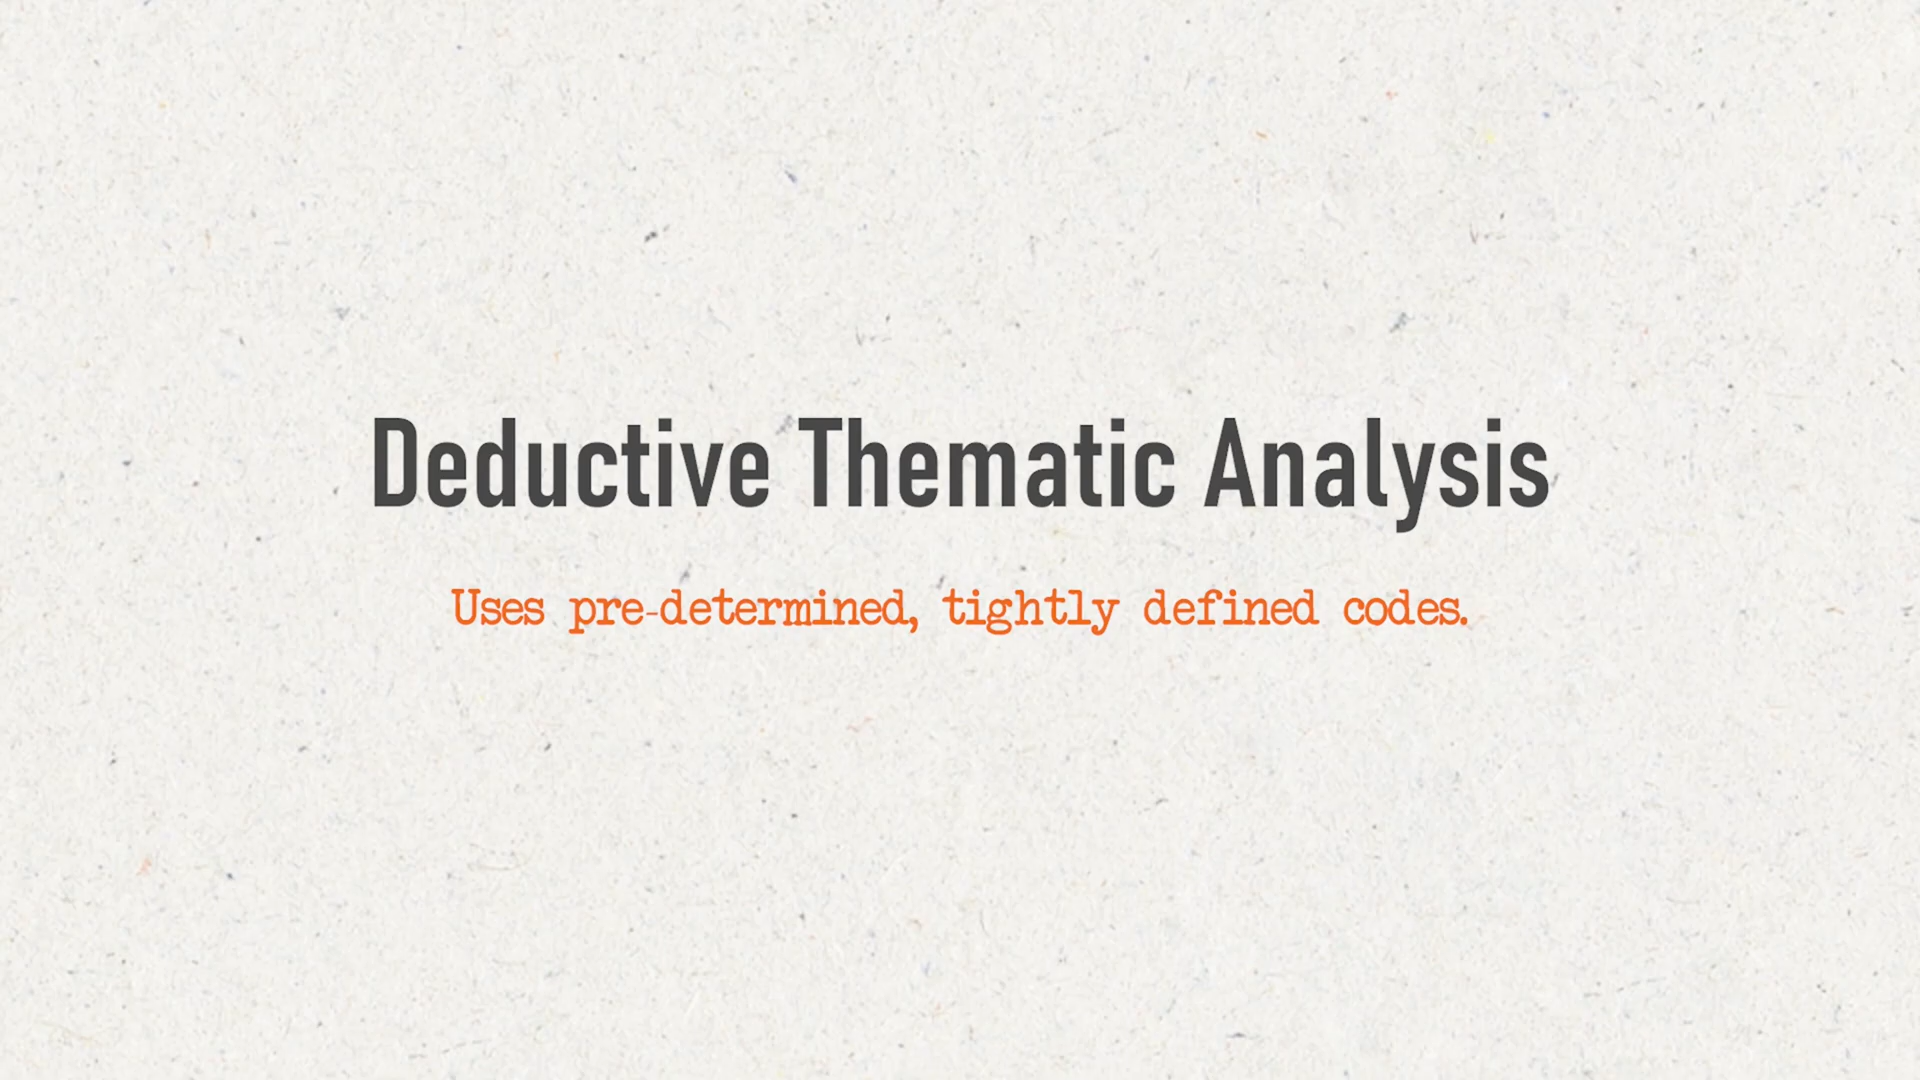 Deductive Thematic Analysis
Uses pre-determined, tightly defined codes.